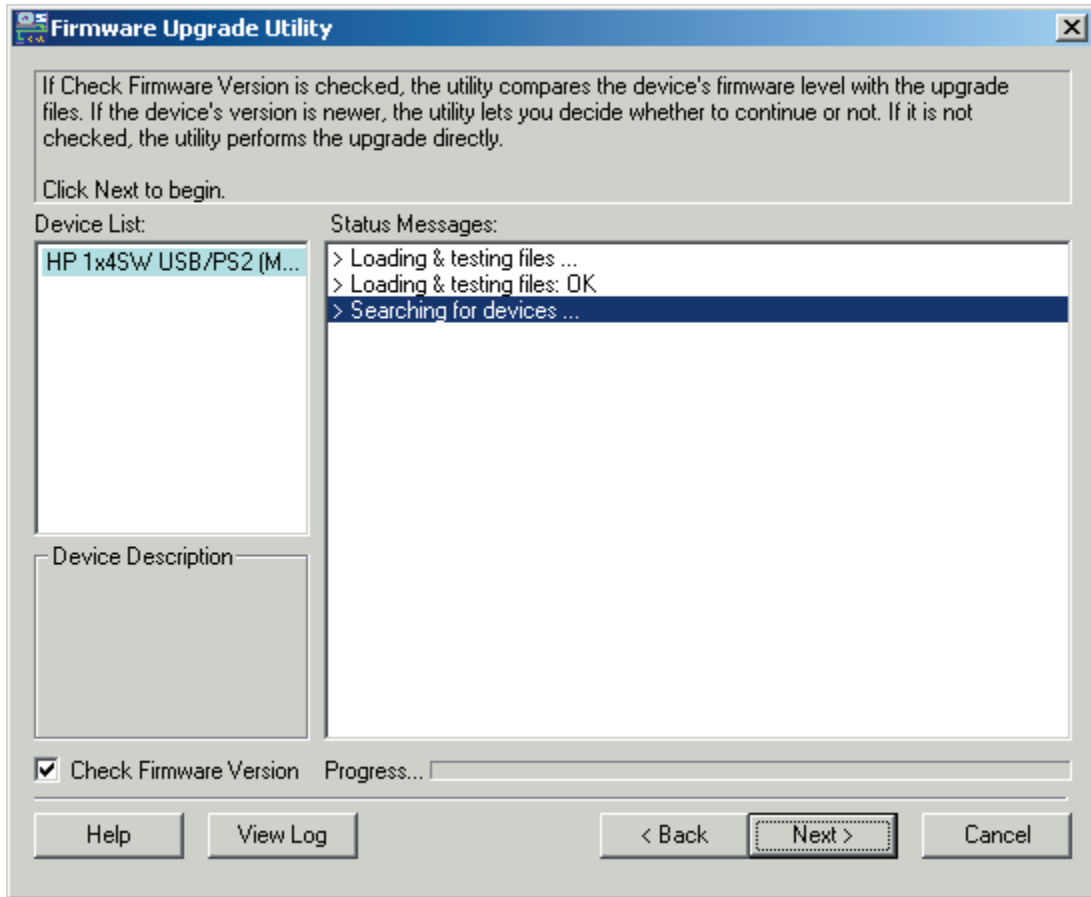 Firmware Upgrade Utility
If Check Firmware Version is checked, the utility compares the device's firmware level with the upgrade
files. If the device's version is newer, the utility lets you decide whether to continue or not. If it is not
checked, the utility performs the upgrade directly.
Click Next to begin.
Device List:
HP 1x4SW USB/PS2 (M...
Status Messages:
> Loading & testing files ...
> Loading & testing files: OK
> Searching for devices ...
Device Description
Check Firmware Version
Progress...
Help
View Log
< Back
Next >
Cancel